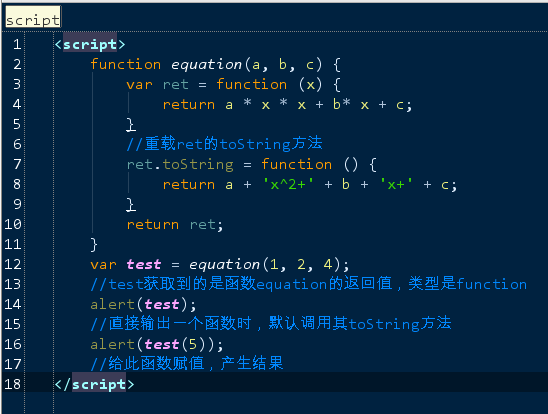 script
1 <script>
2 function equation(a, b, c) {
3 var ret = function (x) {
4 return a * x * x + b* x + c;
5 }
6 //重载ret的toString方法
7 ret.toString = function () {
8 return a + 'x^2+' + b + 'x+' + c;
9 }
10 return ret;
11 }
12 var test = equation(1, 2, 4);
13 //test获取到的是函数equation的返回值，类型是function
14 alert(test);
15 //直接输出一个函数时，默认调用其toString方法
16 alert(test(5));
17 //给此函数赋值，产生结果
18 </script>